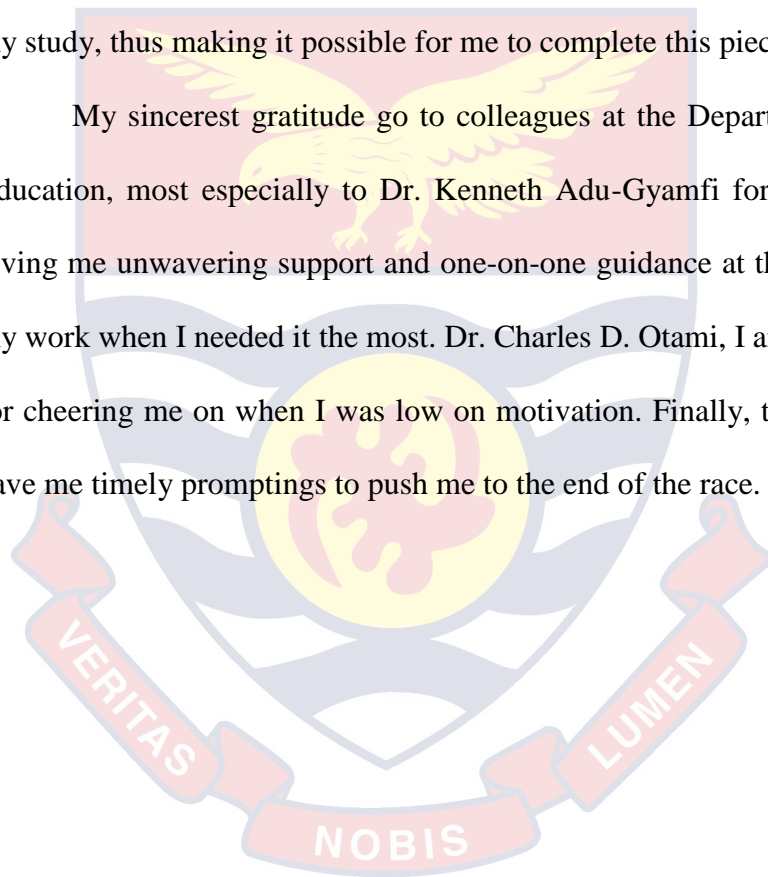 y study, thus making it possible for me to complete this piec
My sincerest gratitude go to colleagues at the Depart
ducation, most especially to Dr. Kenneth Adu-Gyamfi for
ving me unwavering support and one-on-one guidance at th
y work when I needed it the most. Dr. Charles D. Otami, I a
or cheering me on when I was low on motivation. Finally, t
ave me timely promptings to push me to the end of the race.
VERITAS
NOBIS
LUMEN